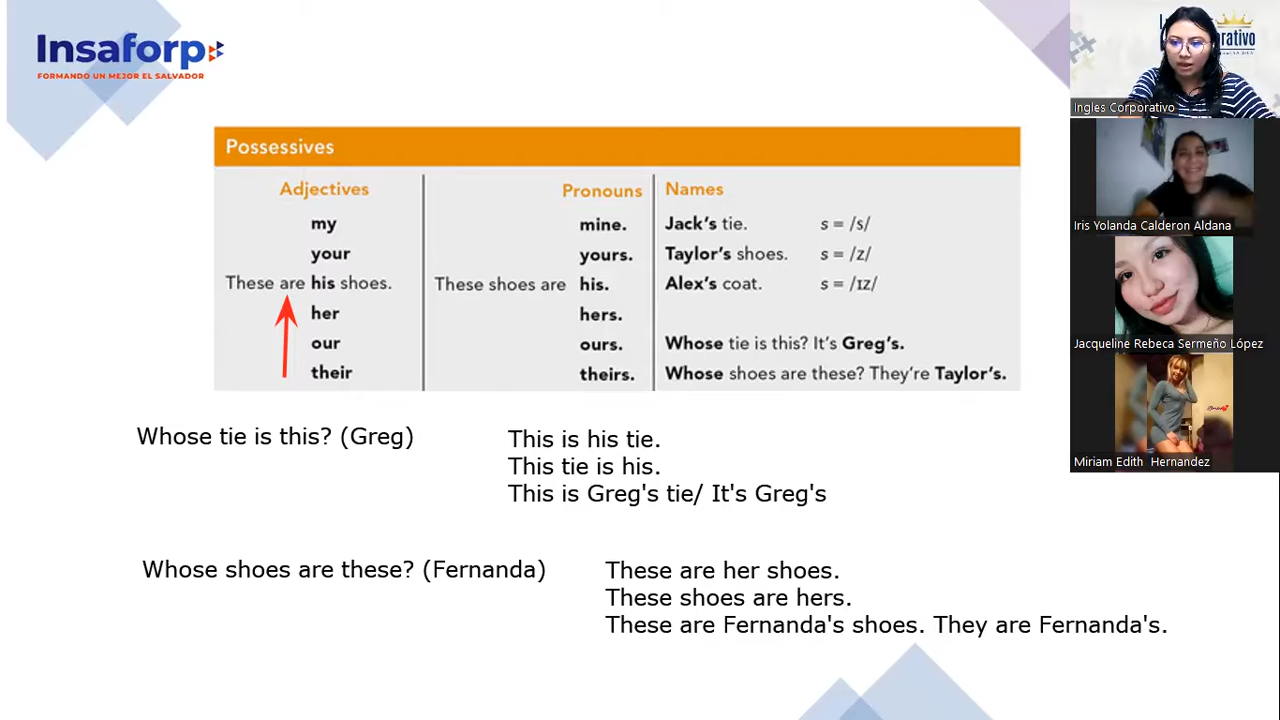 Insaforp
FORMANDO UN MEJOR EL SALVADOR
Possessives
Adjectives
my
your
These are his shoes.
her
our
their
Pronouns
mine.
yours.
These shoes are his.
hers.
ours.
theirs.
Names
Jack's tie. s = /s/
Taylor's shoes. s = /z/
Alex's coat. s = /ɪz/
Whose tie is this? It's Greg's.
Whose shoes are these? They're Taylor's.
Whose tie is this? (Greg)
This is his tie.
This tie is his.
This is Greg's tie/ It's Greg's
Whose shoes are these? (Fernanda)
These are her shoes.
These shoes are hers.
These are Fernanda's shoes. They are Fernanda's.
Ingles Corporativo
Iris Yolanda Calderon Aldana
Jacqueline Rebeca Sermeño López
Miriam Edith Hernandez